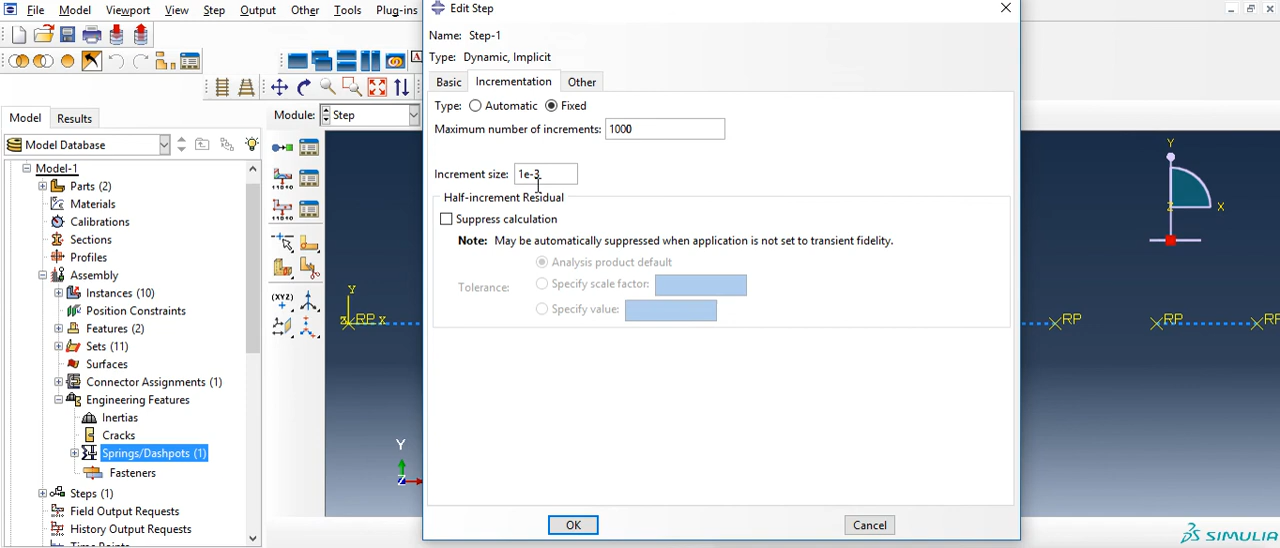 File Model Viewport View Step Output Other Tools Plug-ins
Edit Step
Name: Step-1
Type: Dynamic, Implicit
Basic Incrementation Other
Type: Automatic Fixed
Maximum number of increments: 1000
Increment size: 1e-3
Half-increment Residual
Suppress calculation
Note: May be automatically suppressed when application is not set to transient fidelity.
Analysis product default
Tolerance: Specify scale factor:
Specify value:
OK Cancel
Module: Step
Model Results
Model Database
Model-1
Parts (2)
Materials
Calibrations
Sections
Profiles
Assembly
Instances (10)
Position Constraints
Features (2)
Sets (11)
Surfaces
Connector Assignments (1)
Engineering Features
Inertias
Cracks
Springs/Dashpots (1)
Fasteners
Steps (1)
Field Output Requests
History Output Requests
(XYZ)
Y
Z RP X
Y
Z
Y
Z X
RP RP RP
SIMULIA